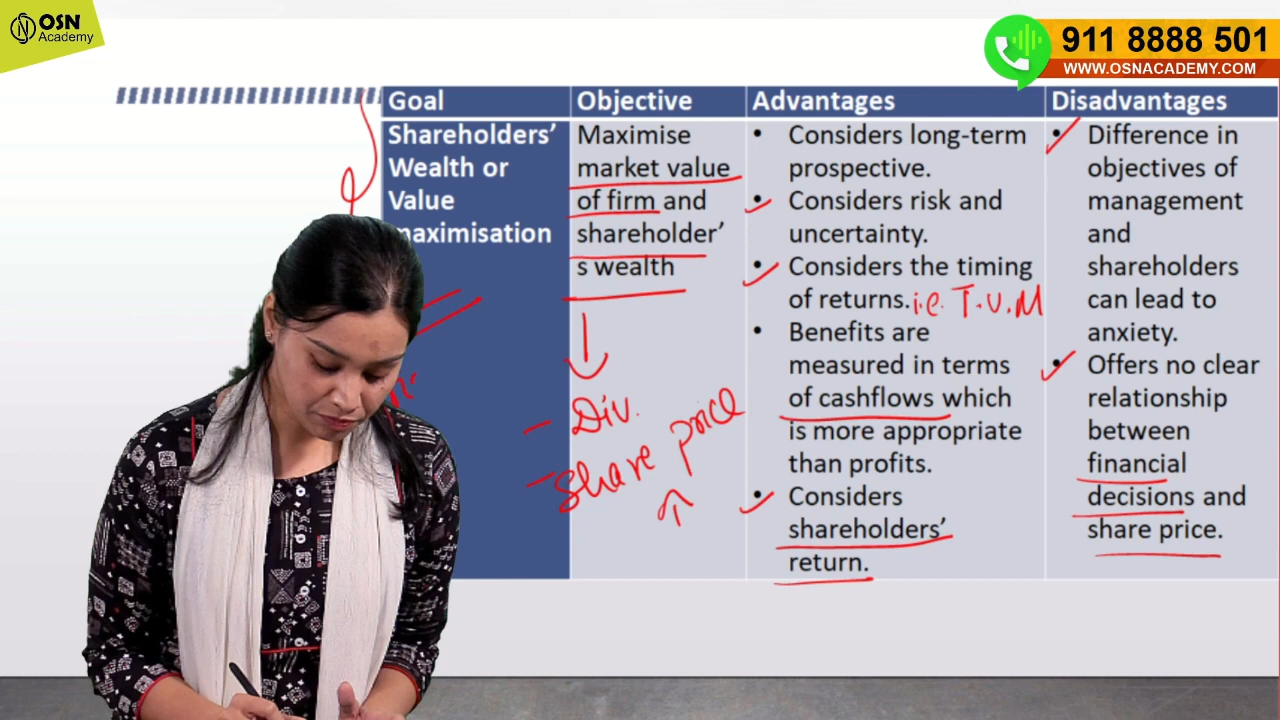 OSN
Academy
911 8888 501
WWW.OSNACADEMY.COM
Goal
Objective
Advantages
Disadvantages
Shareholders’
Wealth or
Value
maximisation
Maximise
market value
of firm and
shareholder’
s wealth
Div.
Share price
• Considers long-term
prospective.
• Considers risk and
uncertainty.
• Considers the timing
of returns. i.e. T.V.M
• Benefits are
measured in terms
of cashflows which
is more appropriate
than profits.
• Considers
shareholders’
return.
• Difference in
objectives of
management
and
shareholders
can lead to
anxiety.
• Offers no clear
relationship
between
financial
decisions and
share price.